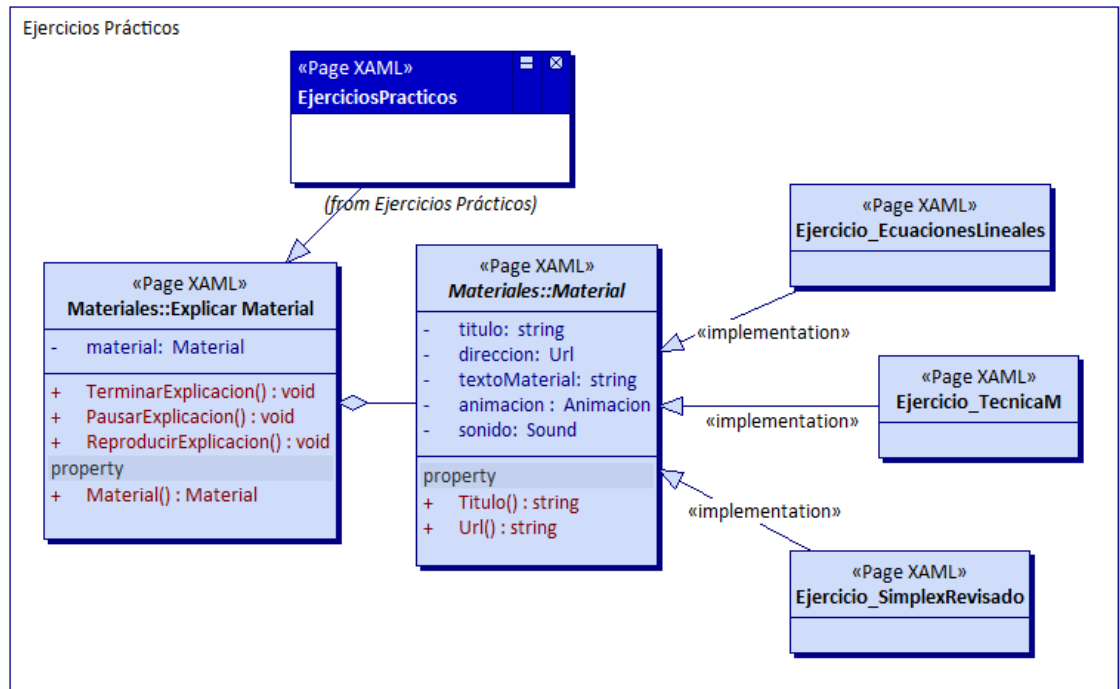 Ejercicios Prácticos
«Page XAML»
EjerciciosPracticos
(from Ejercicios Prácticos)
«Page XAML»
Materiales::Explicar Material
- material: Material
+ TerminarExplicacion() : void
+ PausarExplicacion() : void
+ ReproducirExplicacion() : void
property
+ Material() : Material
«Page XAML»
Materiales::Material
- titulo: string
- direccion: Url
- textoMaterial: string
- animacion : Animacion
- sonido: Sound
property
+ Titulo() : string
+ Url() : string
«Page XAML»
Ejercicio_EcuacionesLineales
«implementation»
«Page XAML»
Ejercicio_TecnicaM
«implementation»
«implementation»
«Page XAML»
Ejercicio_SimplexRevisado